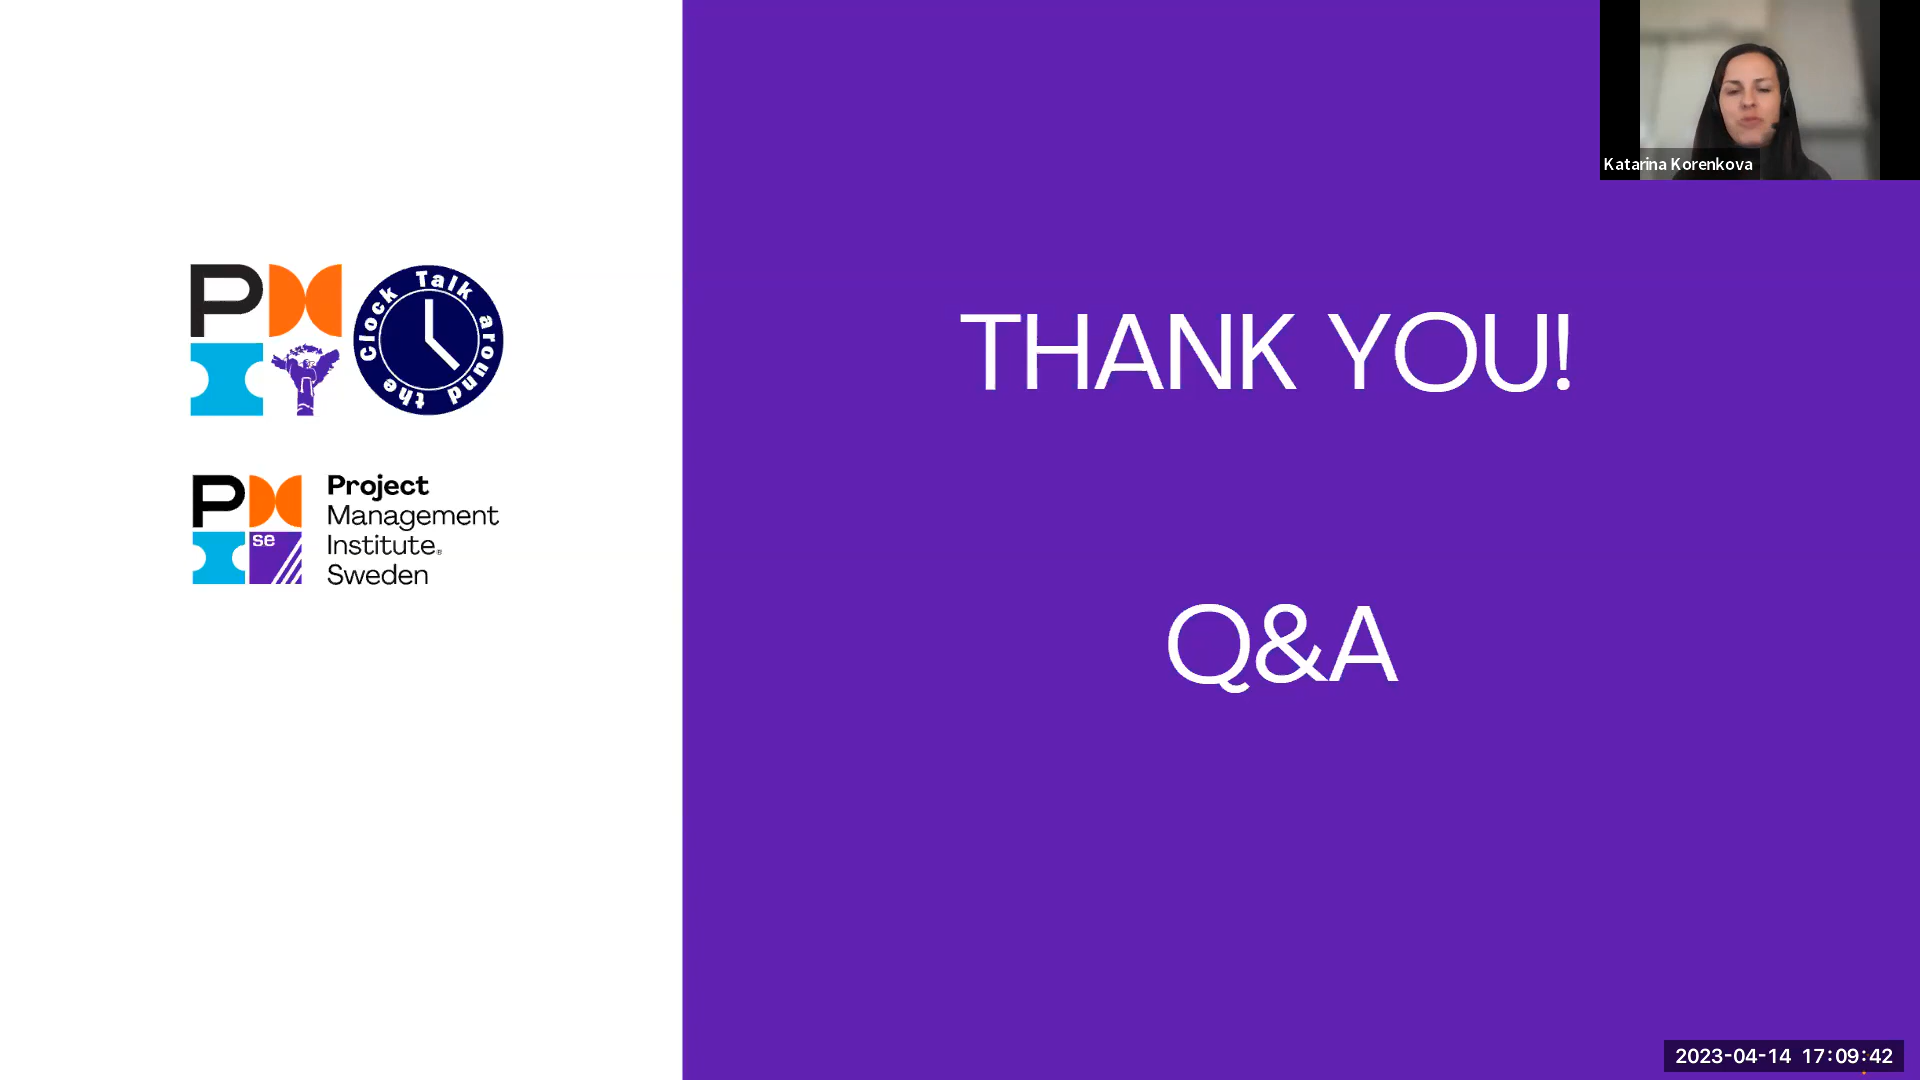 P
Talk around the Clock
P
se
Project
Management
Institute®
Sweden
THANK YOU!
Q&A
Katarina Korenkova
2023-04-14 17:09:42